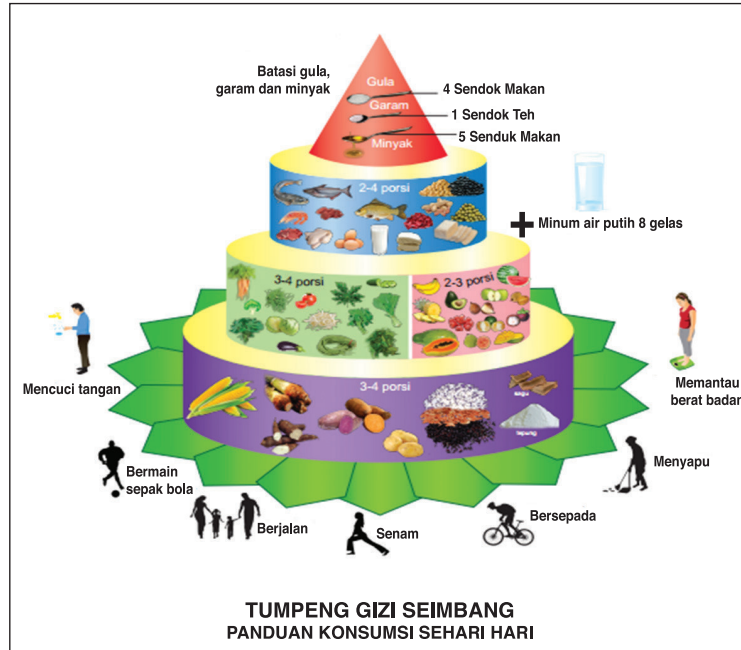 Batasi gula,
garam dan minyak
Gula
4 Sendok Makan
Garam
1 Sendok Teh
5 Senduk Makan
Minyak
2-4 porsi
Minum air putih 8 gelas
3-4 porsi
2-3 porsi
Mencuci tangan
Memantau
berat badan
3-4 porsi
sagu
tepung
Bermain
sepak bola
Menyapu
Berjalan
Senam
Bersepada
TUMPENG GIZI SEIMBANG
PANDUAN KONSUMSI SEHARI HARI